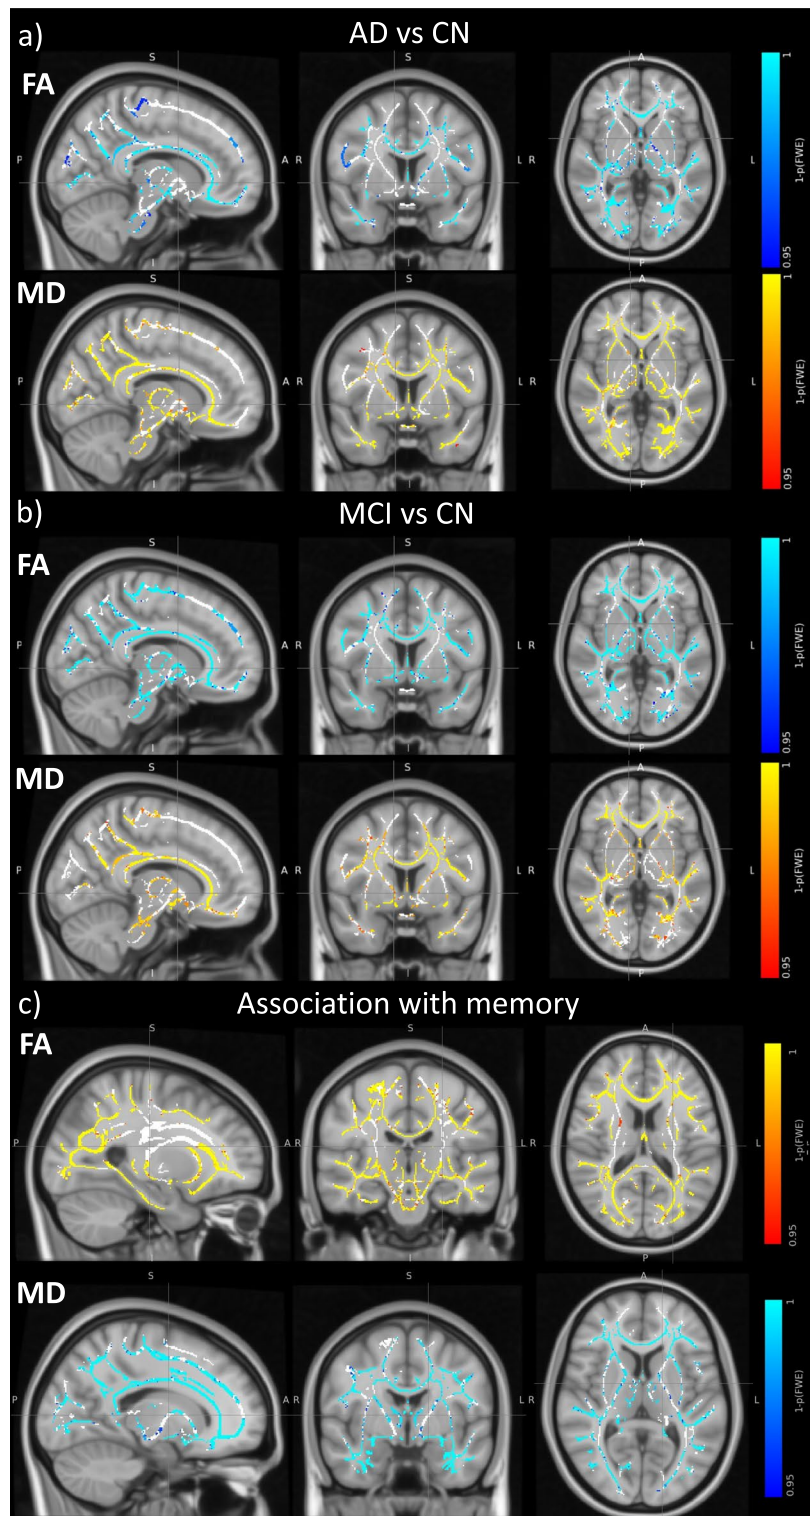 a) AD vs CN
FA
S S A
P A R L R L
I F
1
1-p(FWE)
0.95
MD
S S A
P A R L R L
I F
1
1-p(FWE)
0.95
b) MCI vs CN
FA
S S A
P A R L R L
I F
1
1-p(FWE)
0.95
MD
S S A
P A R L R L
I F
1
1-p(FWE)
0.95
c) Association with memory
FA
S S A
P A R L R L
I P
1
1-p(FWE)
0.95
MD
S S A
P A R L R L
1
1-p(FWE)
0.95